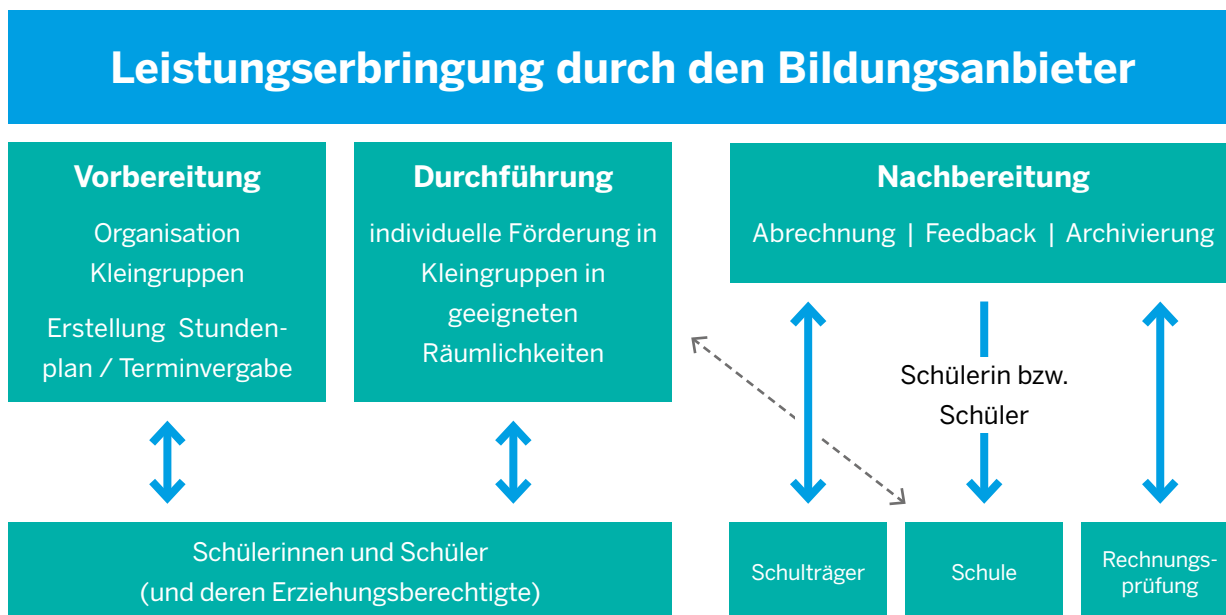 Leistungserbringung durch den Bildungsanbieter
Vorbereitung
Organisation
Kleingruppen
Erstellung Stunden-
plan / Terminvergabe
Durchführung
individuelle Förderung in
Kleingruppen in
geeigneten
Räumlichkeiten
Nachbereitung
Abrechnung | Feedback | Archivierung
Schülerin bzw.
Schüler
Schülerinnen und Schüler
(und deren Erziehungsberechtigte)
Schulträger
Schule
Rechnungs-
prüfung